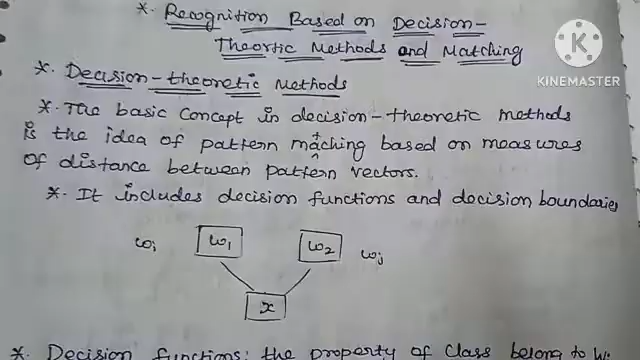 *. Recognition Based on Decision-
Theortic Methods and Matching
K
KINEMASTER
*. Decision-theoretic Methods
*. The basic concept in decision-theoretic methods
is the idea of pattern matching based on measures
of distance between pattern vectors.
*. It includes decision functions and decision boundaries
ωi ω1 ω2 ωj
x
*. Decision functions: the property of class belong to Wi